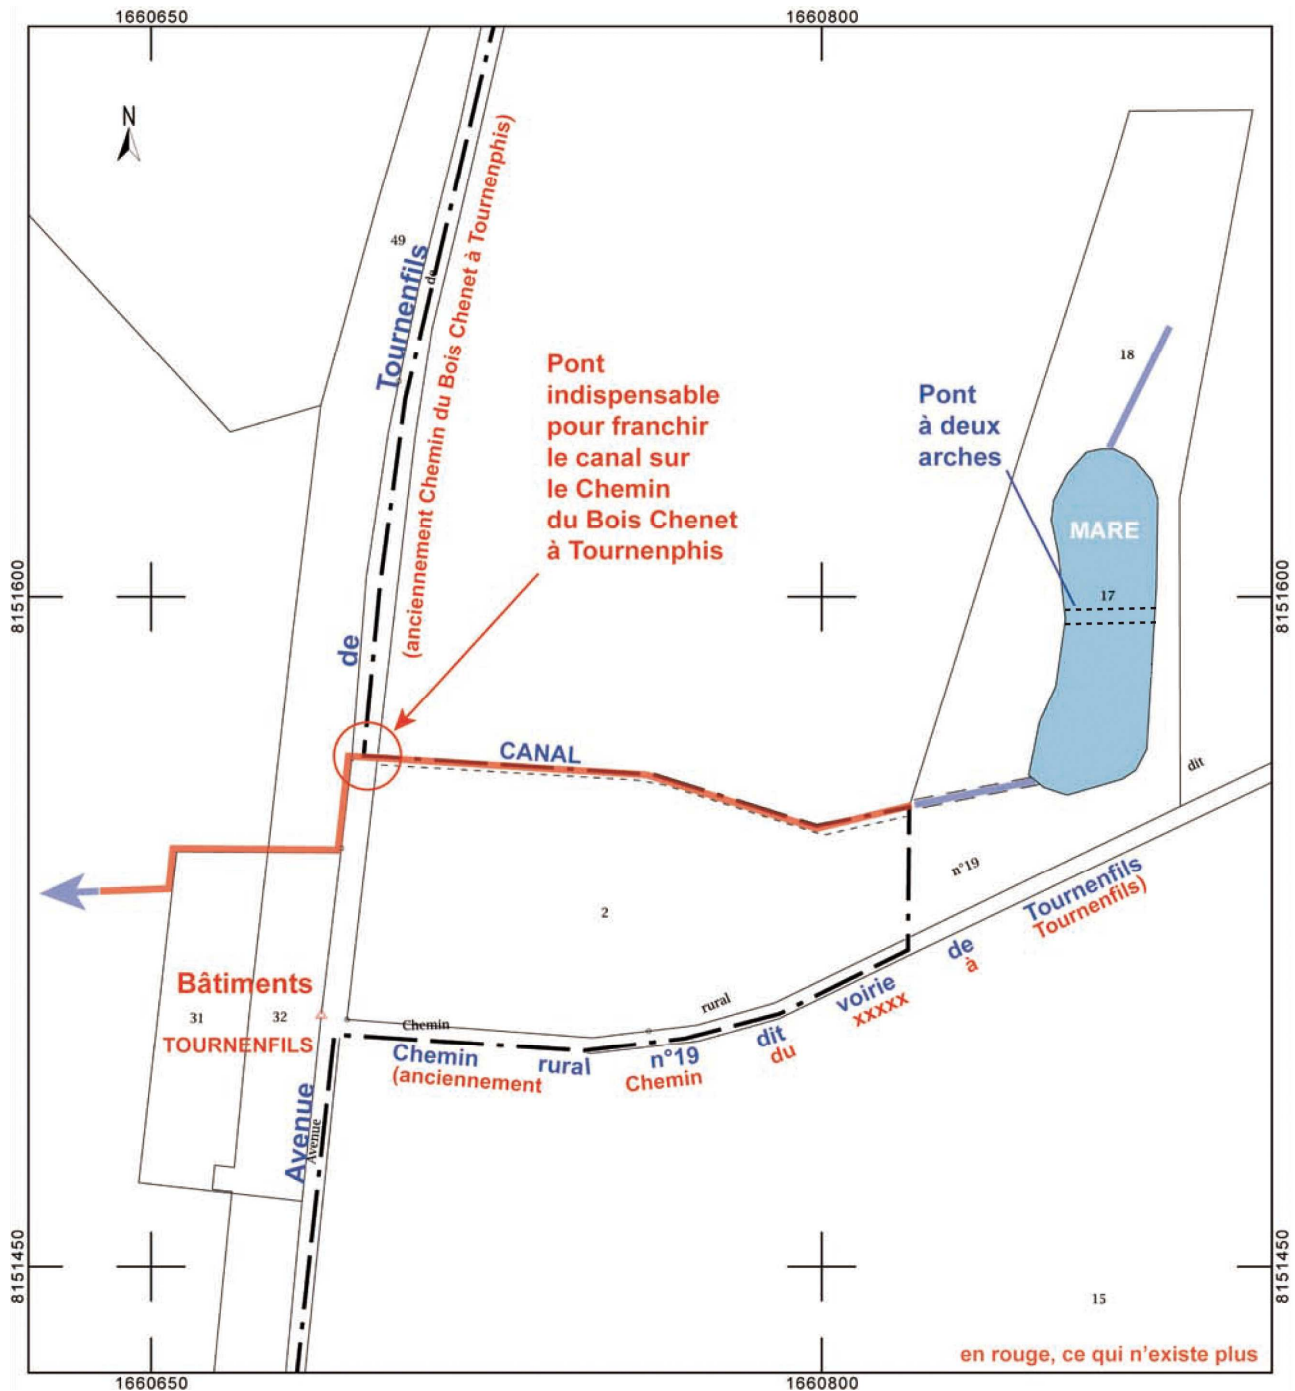 1660650
1660800
N
49
Tournenfils
de
(anciennement Chemin du Bois Chenet à Tournenphis)
Pont
indispensable
pour franchir
le canal sur
le Chemin
du Bois Chenet
à Tournenphis
18
Pont
à deux
arches
MARE
17
8151600
8151600
de
CANAL
dit
n°19
2
Tournenfils
Tournenfils)
de
à
voirie
xxxxx
rural
Bâtiments
31
32
TOURNENFILS
Chemin
Chemin
rural
n°19
dit
du
(anciennement
Chemin
Avenue
Avenue
8151450
8151450
15
en rouge, ce qui n'existe plus
1660650
1660800